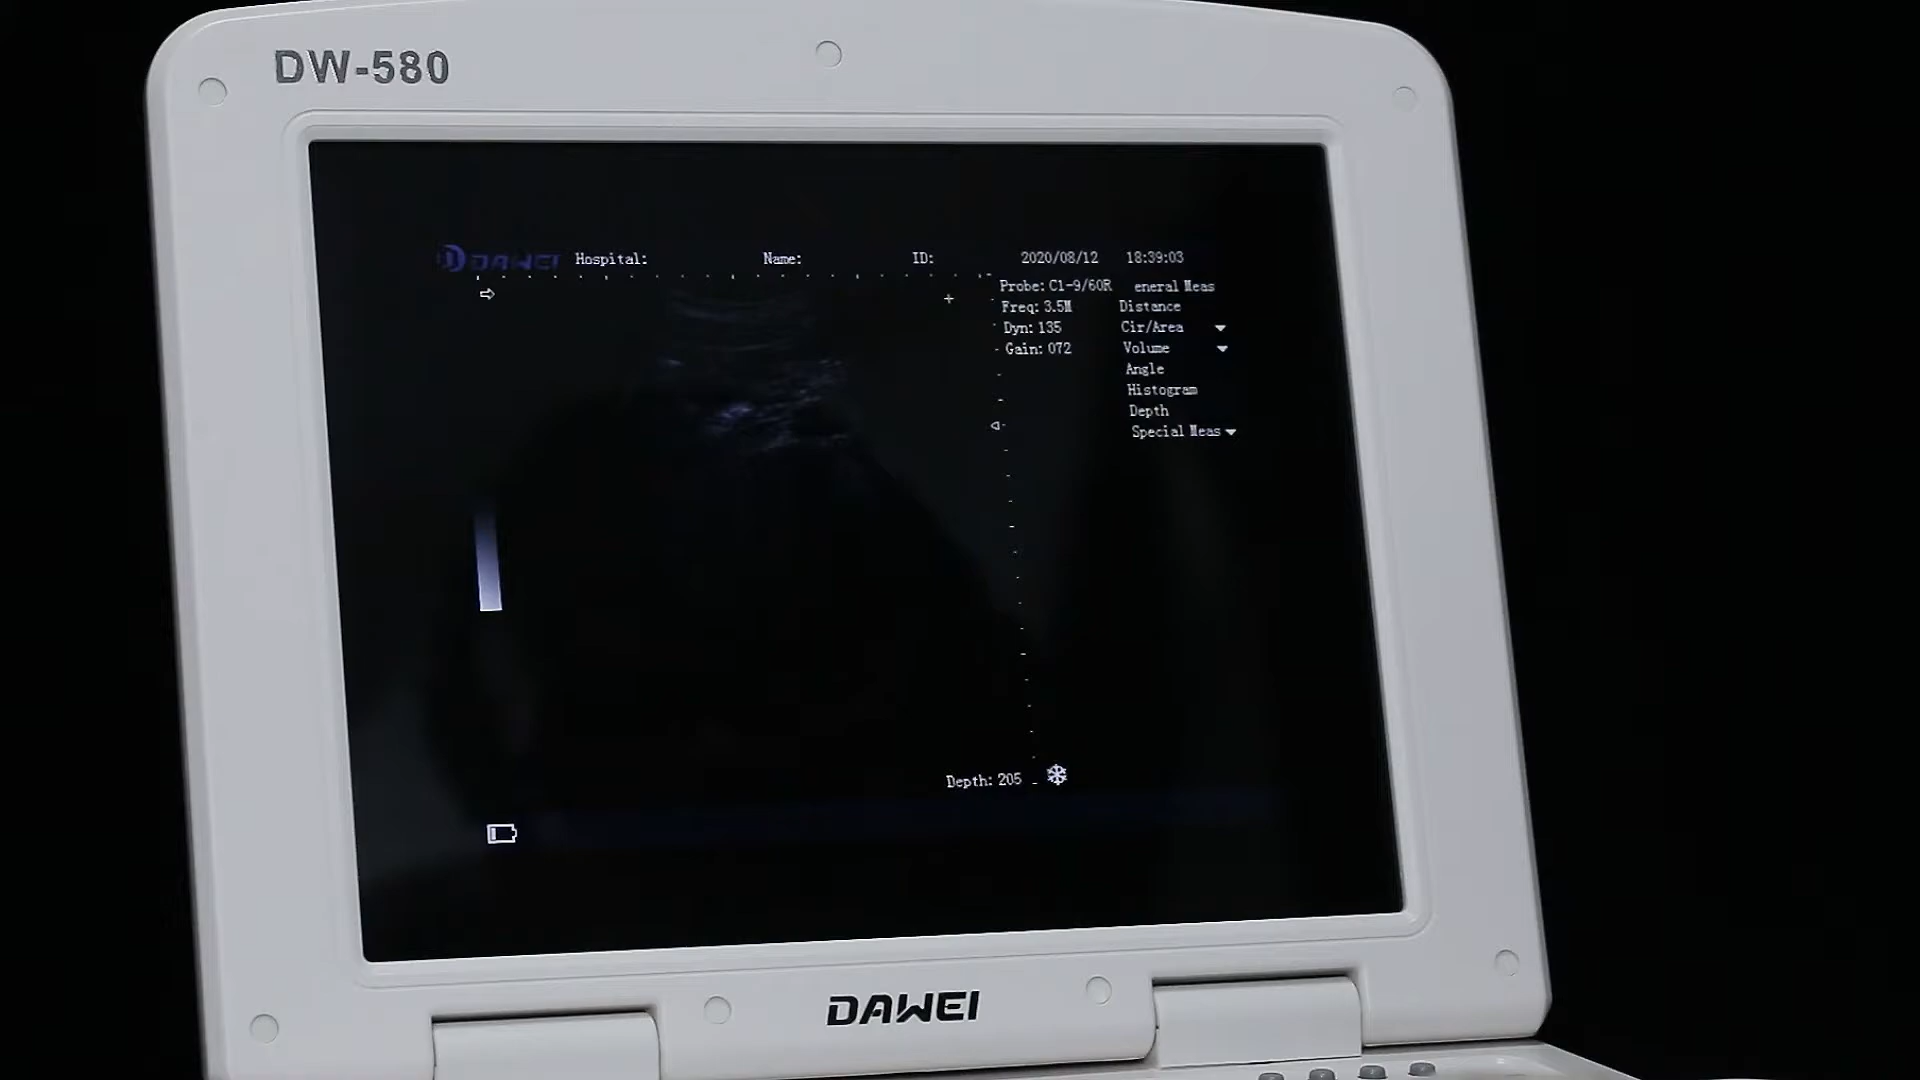 DW-580
DAWEI Hospital: Name: ID: 2020/08/12 18:39:03
Probe: C1-9/60R eneral Meas
Freq: 3.5M Distance
Dyn: 135 Cir/Area
Gain: 072 Volume
Angle
Histogram
Depth
Special Meas
Depth: 205
DAWEI